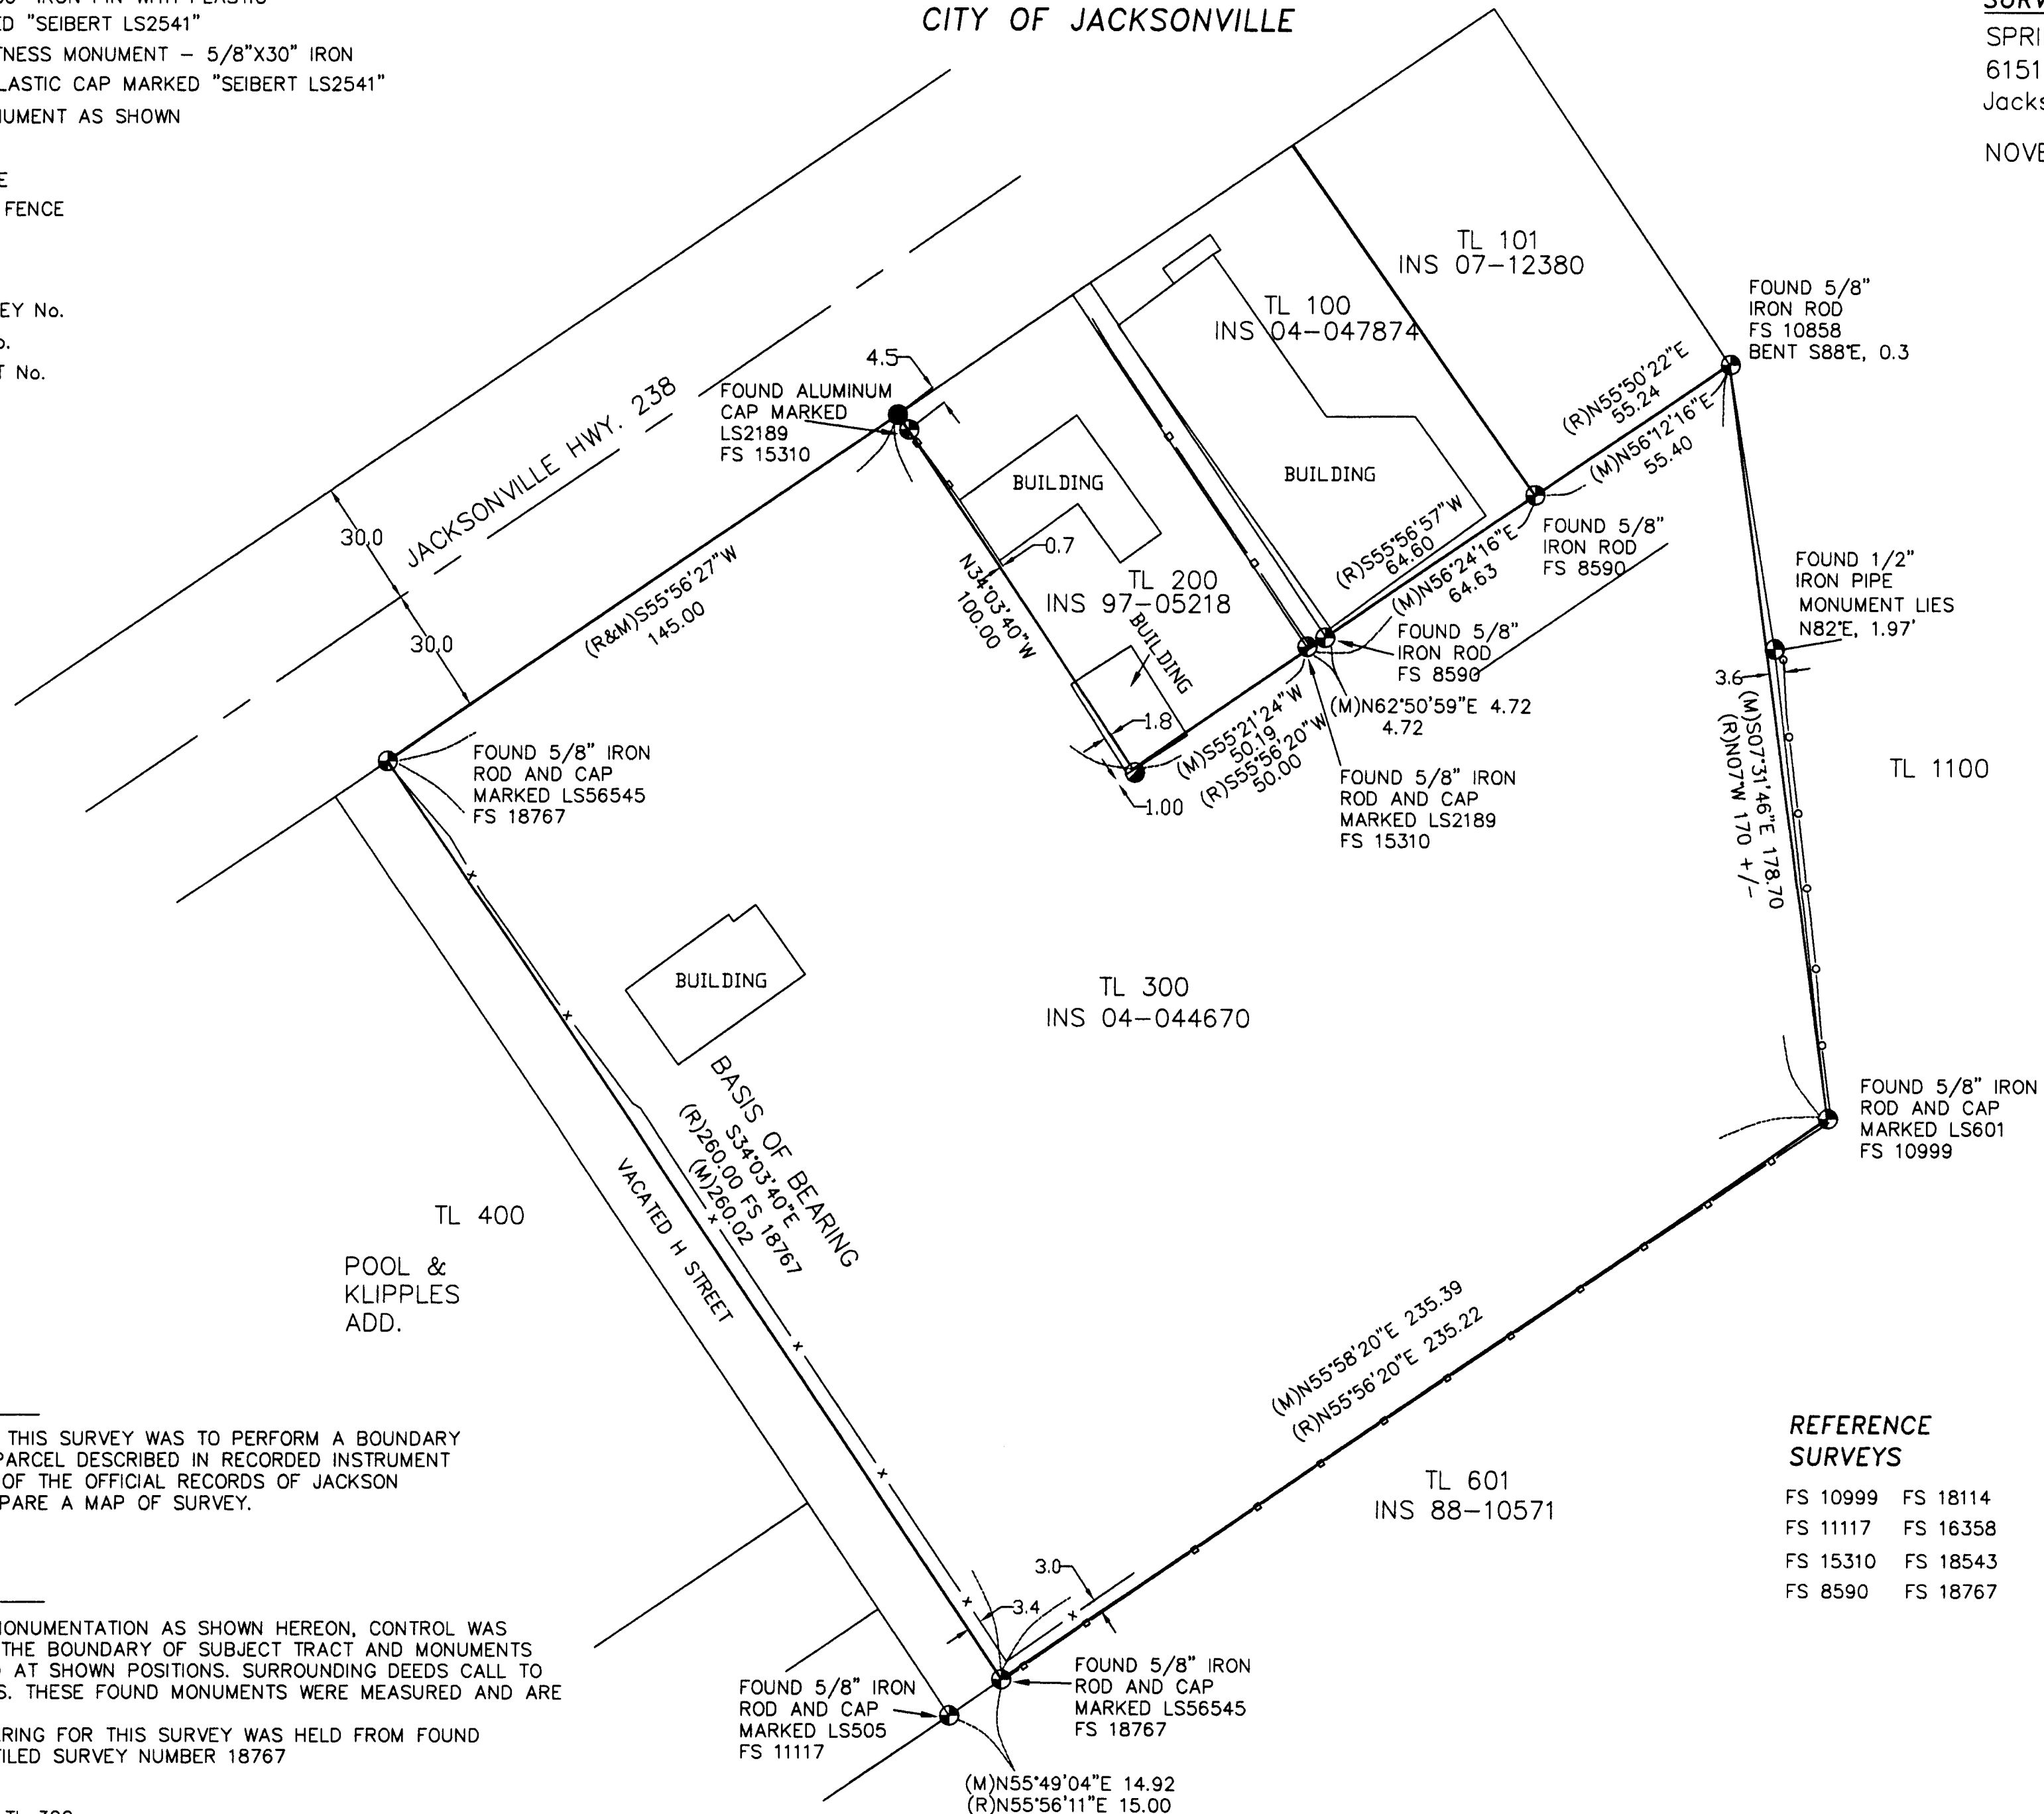 CITY OF JACKSONVILLE
IRON PIN WITH PLASTIC
"SEIBERT LS2541"
MONUMENT – 5/8"X30" IRON
CAP MARKED "SEIBERT LS2541"
AS SHOWN
FENCE
No.
No.
SPRI
6151
Jacks
NOVE
JACKSONVILLE HWY. 238
30.0
30.0
(R&M)S55°56'27"W
145.00
FOUND ALUMINUM
CAP MARKED
LS2189
FS 15310
4.5
BUILDING
0.7
N34°03'40"W
100.00
TL 200
INS 97-05218
BUILDING
1.8
1.00
TL 100
INS 04-047874
BUILDING
TL 101
INS 07-12380
(R)N55°50'22"E
55.24
(M)N56°12'16"E
55.40
FOUND 5/8"
IRON ROD
FS 10858
BENT S88°E, 0.3
(R)S55°56'57"W
64.60
(M)N56°24'16"E
64.63
FOUND 5/8"
IRON ROD
FS 8590
FOUND 5/8"
IRON ROD
FS 8590
(M)N62°50'59"E 4.72
4.72
(M)S55°21'24"W
50.19
(R)S55°56'20"W
50.00
FOUND 5/8" IRON
ROD AND CAP
MARKED LS2189
FS 15310
FOUND 1/2"
IRON PIPE
MONUMENT LIES
N82°E, 1.97'
3.6
(M)S07°31'46"E 178.70
(R)N07°W 170 +/-
TL 1100
FOUND 5/8" IRON
ROD AND CAP
MARKED LS56545
FS 18767
BUILDING
TL 300
INS 04-044670
BASIS OF BEARING
S34°03'40"E
(R)260.00 FS 18767
(M)260.02
VACATED H STREET
TL 400
POOL &
KLIPPLES
ADD.
FOUND 5/8" IRON
ROD AND CAP
MARKED LS601
FS 10999
(M)N55°58'20"E 235.39
(R)N55°56'20"E 235.22
TL 601
INS 88-10571
REFERENCE
SURVEYS
FS 10999 FS 18114
FS 11117 FS 16358
FS 15310 FS 18543
FS 8590 FS 18767
THIS SURVEY WAS TO PERFORM A BOUNDARY
PARCEL DESCRIBED IN RECORDED INSTRUMENT
OF THE OFFICIAL RECORDS OF JACKSON
A MAP OF SURVEY.
MONUMENTATION AS SHOWN HEREON, CONTROL WAS
THE BOUNDARY OF SUBJECT TRACT AND MONUMENTS
AT SHOWN POSITIONS. SURROUNDING DEEDS CALL TO
THESE FOUND MONUMENTS WERE MEASURED AND ARE
FOR THIS SURVEY WAS HELD FROM FOUND
SURVEY NUMBER 18767
3.0
3.4
FOUND 5/8" IRON
ROD AND CAP
MARKED LS505
FS 11117
FOUND 5/8" IRON
ROD AND CAP
MARKED LS56545
FS 18767
(M)N55°49'04"E 14.92
(R)N55°56'11"E 15.00